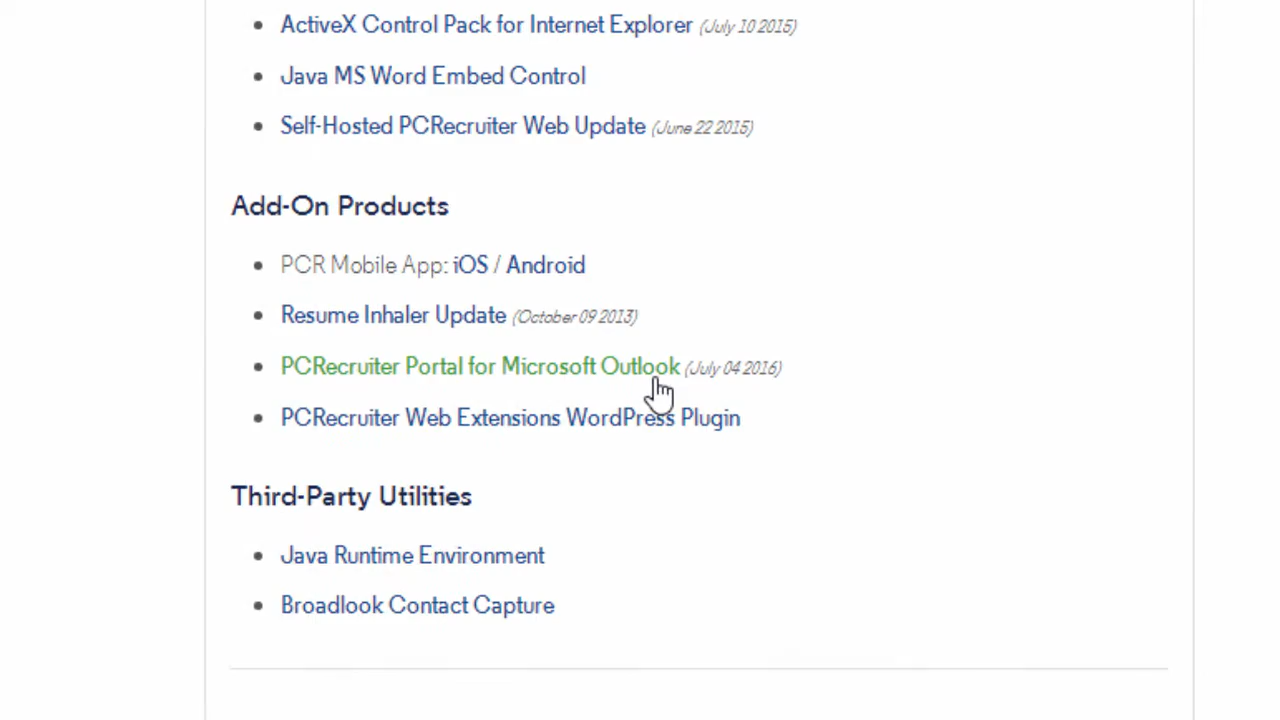 ActiveX Control Pack for Internet Explorer (July 10 2015)
Java MS Word Embed Control
Self-Hosted PCRecruiter Web Update (June 22 2015)
Add-On Products
PCR Mobile App: iOS / Android
Resume Inhaler Update (October 09 2013)
PCRecruiter Portal for Microsoft Outlook (July 04 2016)
PCRecruiter Web Extensions WordPress Plugin
Third-Party Utilities
Java Runtime Environment
Broadlook Contact Capture